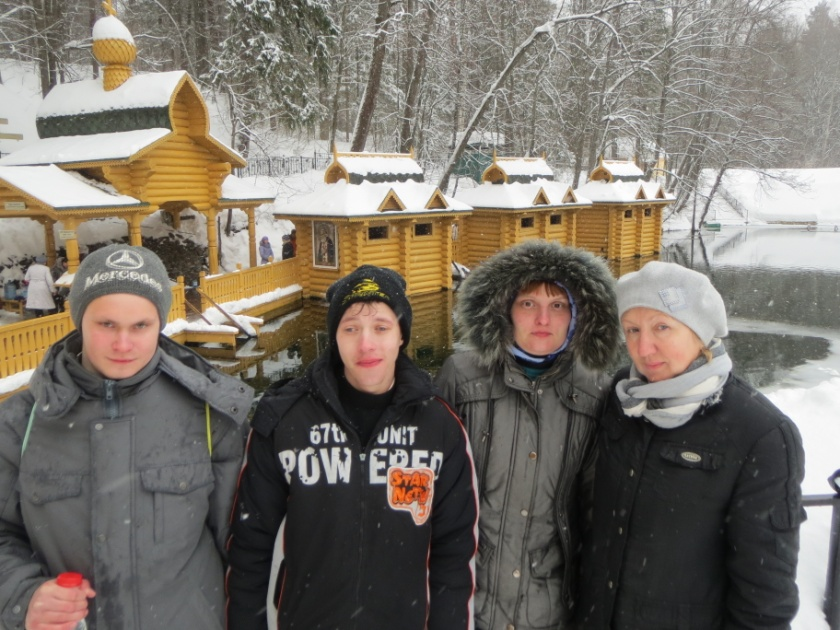 Mercedes
67th UNIT
POWERED
STAR